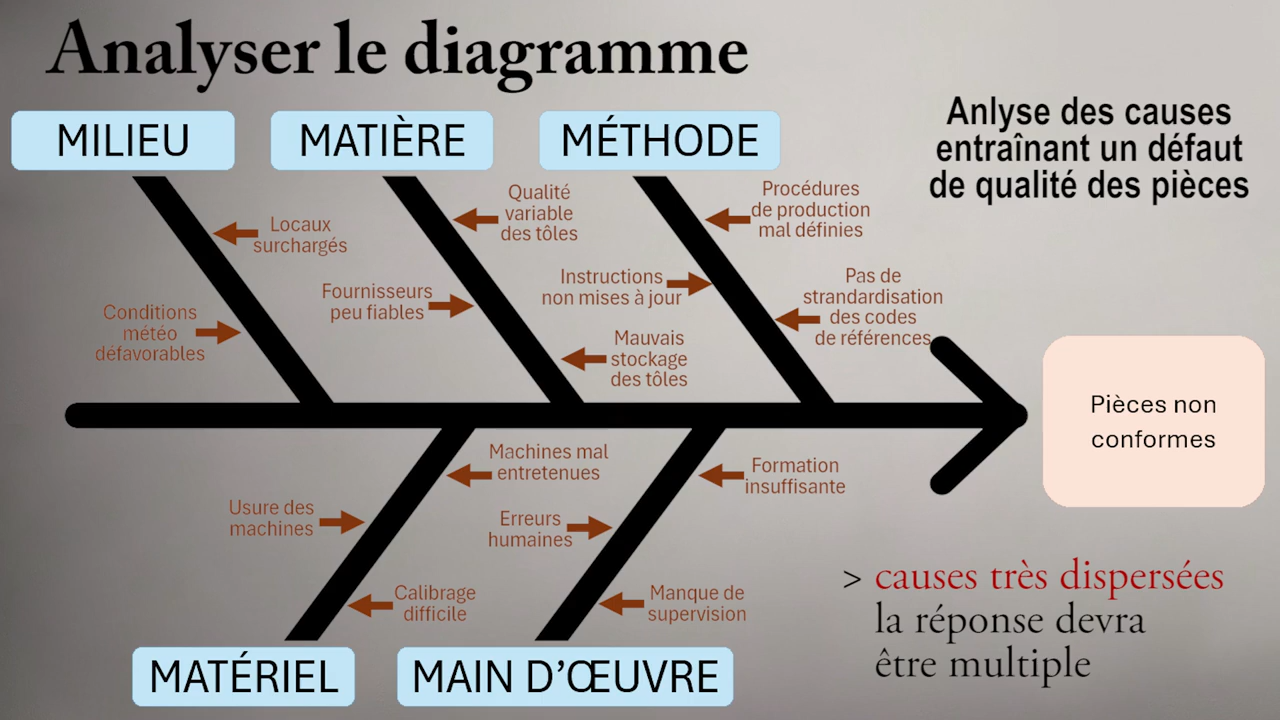 Analyser le diagramme
MILIEU
MATIÈRE
MÉTHODE
Anlyse des causes
entraînant un défaut
de qualité des pièces
Locaux
surchargés
Conditions
météo
défavorables
Qualité
variable
des tôles
Fournisseurs
peu fiables
Mauvais
stockage
des tôles
Procédures
de production
mal définies
Instructions
non mises à jour
Pas de
strandardisation
des codes
de références
Pièces non
conformes
Machines mal
entretenues
Usure des
machines
Calibrage
difficile
Formation
insuffisante
Erreurs
humaines
Manque de
supervision
> causes très dispersées
la réponse devra
être multiple
MATÉRIEL
MAIN D’ŒUVRE